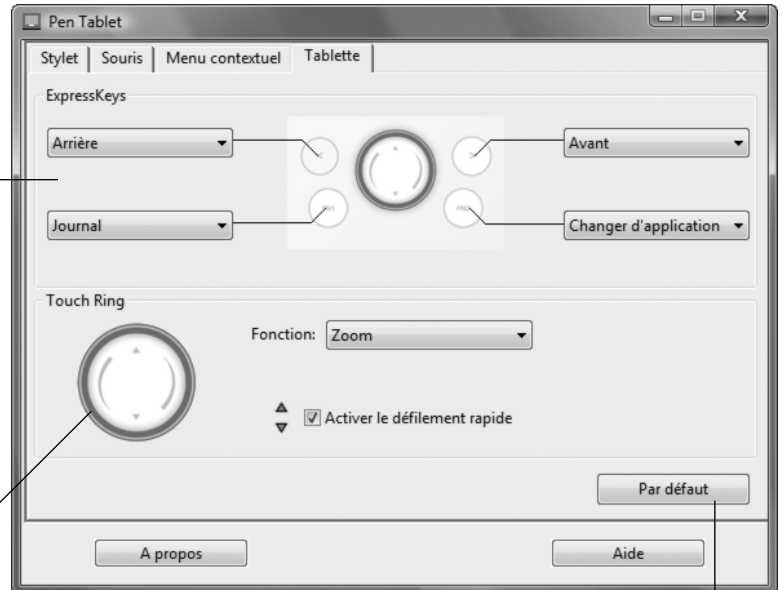 Pen Tablet
Stylet Souris Menu contextuel Tablette
ExpressKeys
Arrière Avant
Journal Changer d'application
Touch Ring
Fonction: Zoom
Activer le défilement rapide
Par défaut
A propos Aide